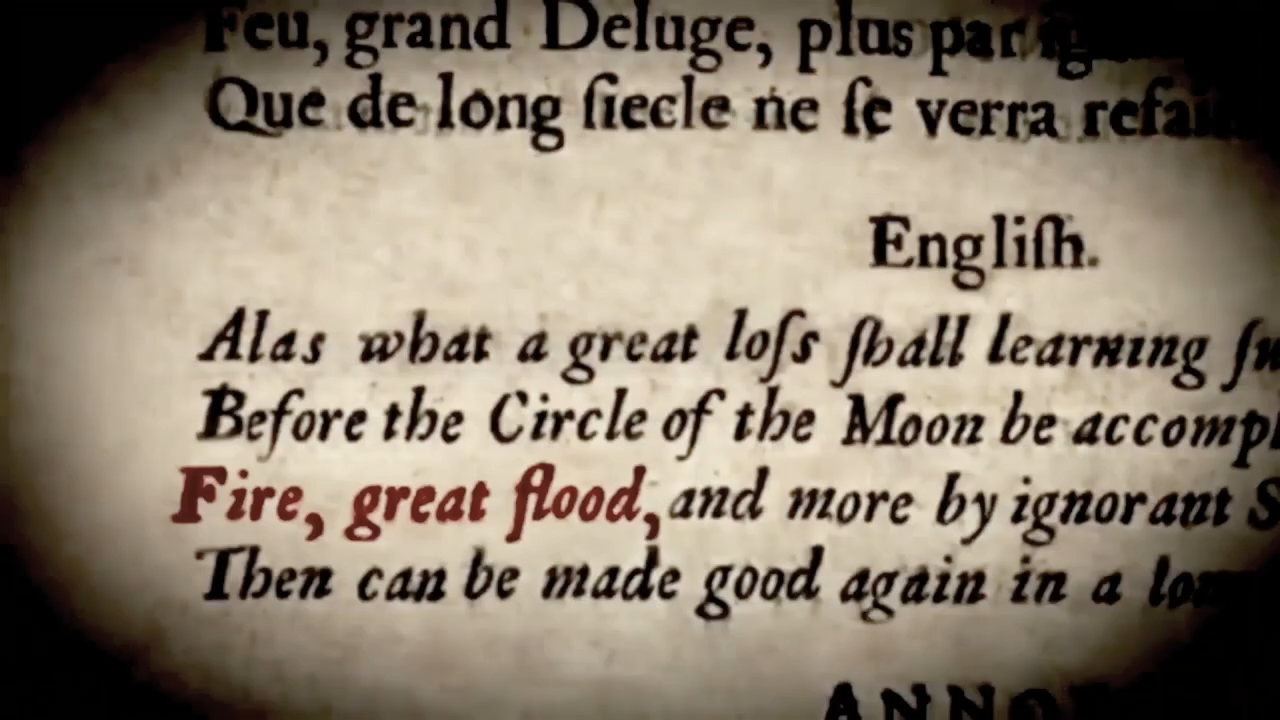 Feu, grand Deluge, plus par
Que de long ſiecle ne ſe verra
Engliſh.
Alas what a great loſs ſhall learning
Before the Circle of the Moon be
Fire, great flood, and more by ignorant
Then can be made good again in a